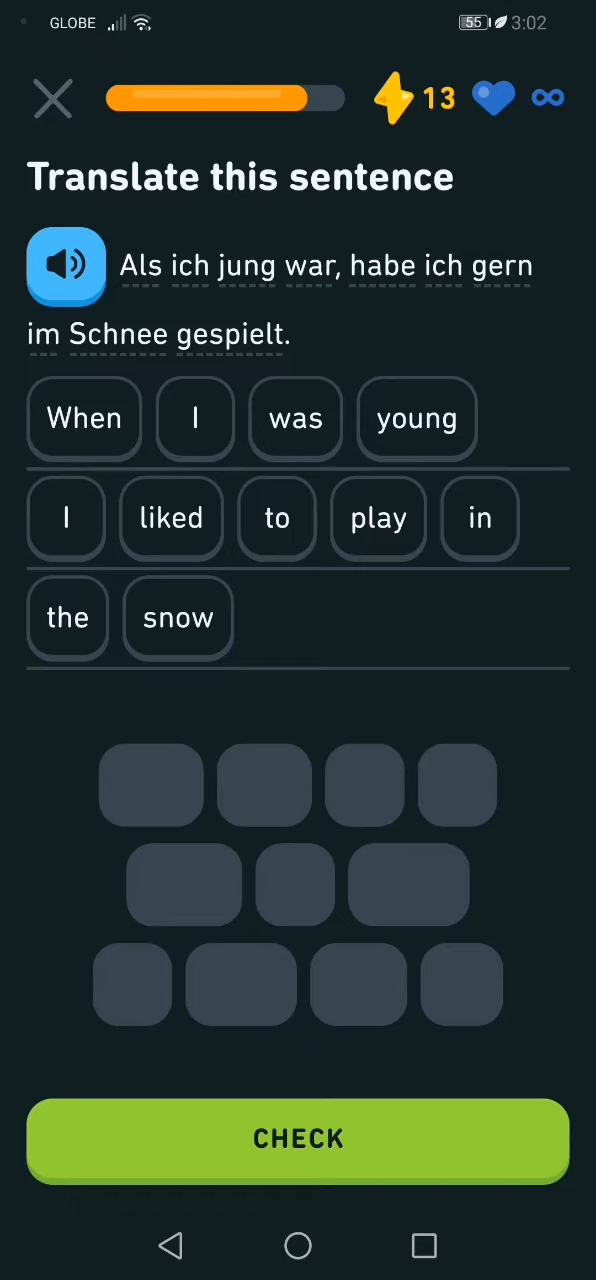 GLOBE 55 3:02
13 ∞
Translate this sentence
Als ich jung war, habe ich gern
im Schnee gespielt.
When I was young
I liked to play in
the snow
CHECK